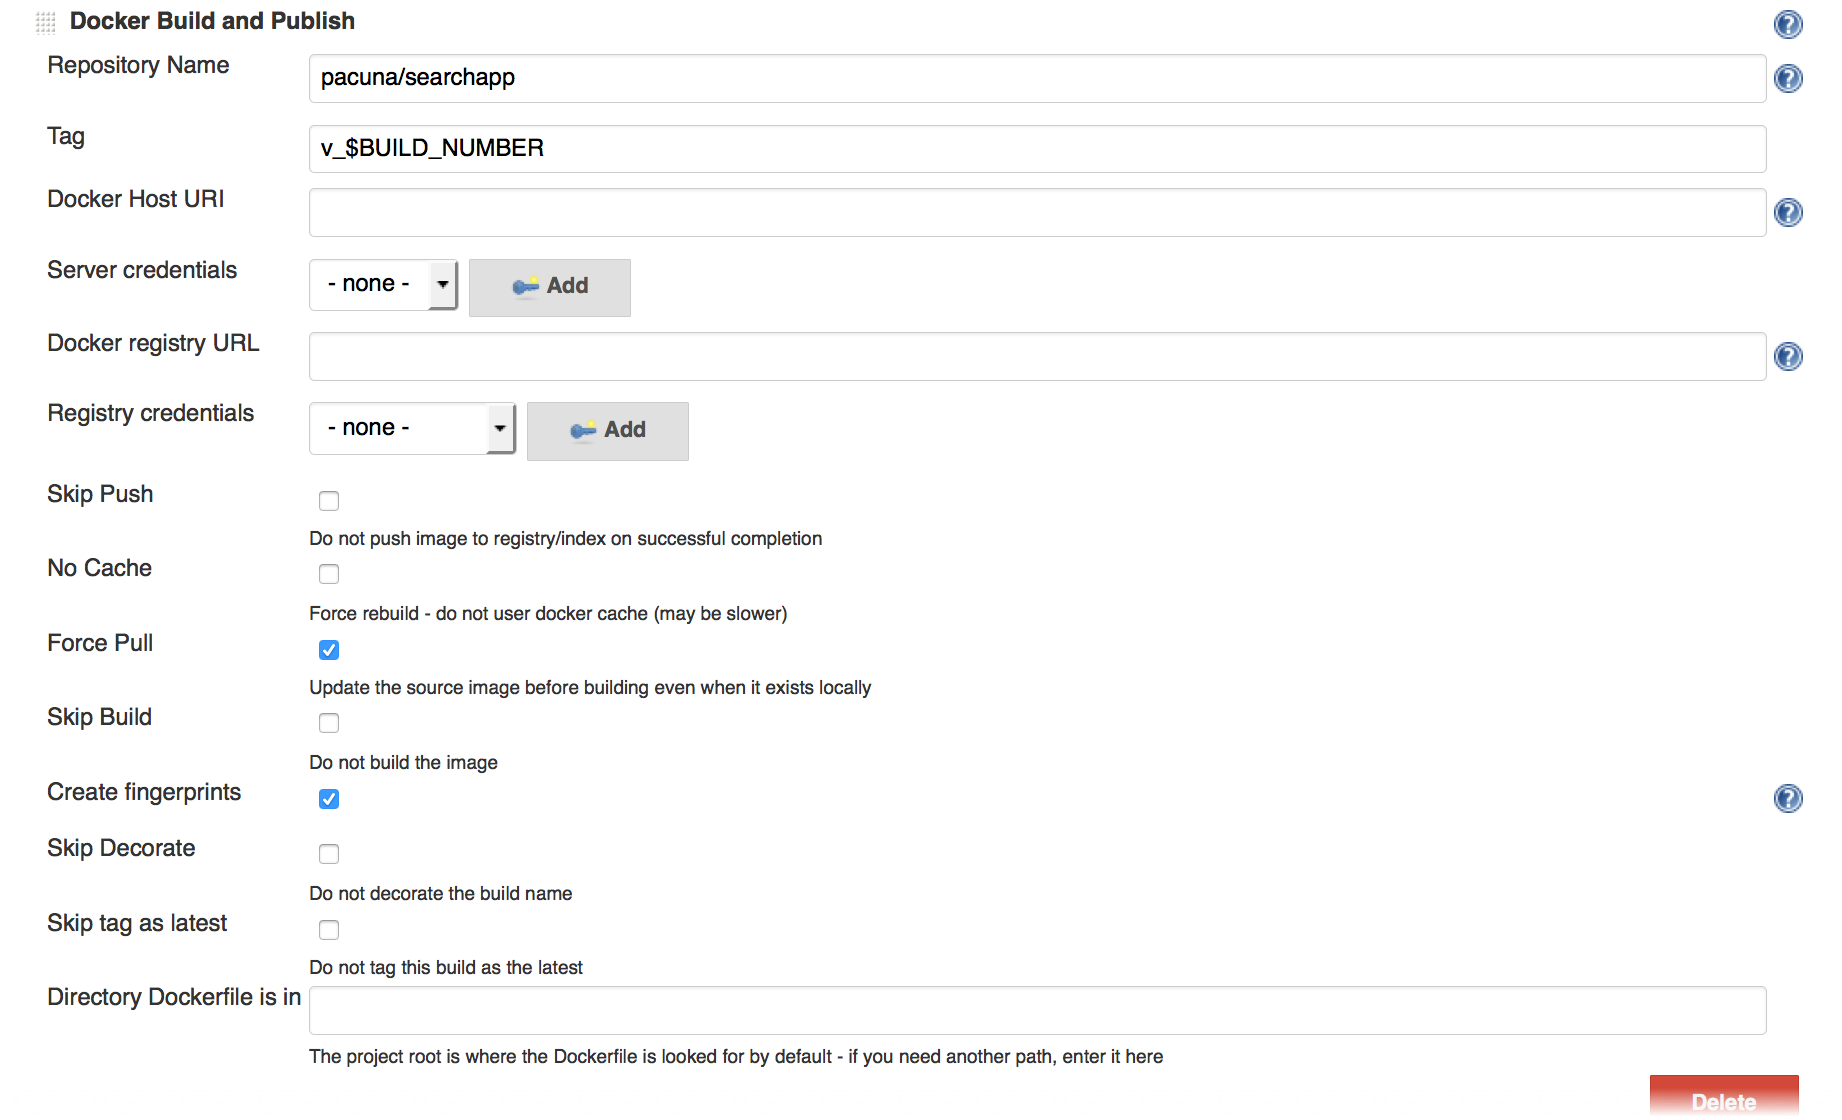 Docker Build and Publish
Repository Name
pacuna/searchapp
Tag
v_$BUILD_NUMBER
Docker Host URI
Server credentials
- none -
Add
Docker registry URL
Registry credentials
- none -
Add
Skip Push
Do not push image to registry/index on successful completion
No Cache
Force rebuild - do not user docker cache (may be slower)
Force Pull
Update the source image before building even when it exists locally
Skip Build
Do not build the image
Create fingerprints
Skip Decorate
Do not decorate the build name
Skip tag as latest
Do not tag this build as the latest
Directory Dockerfile is in
The project root is where the Dockerfile is looked for by default - if you need another path, enter it here
Delete